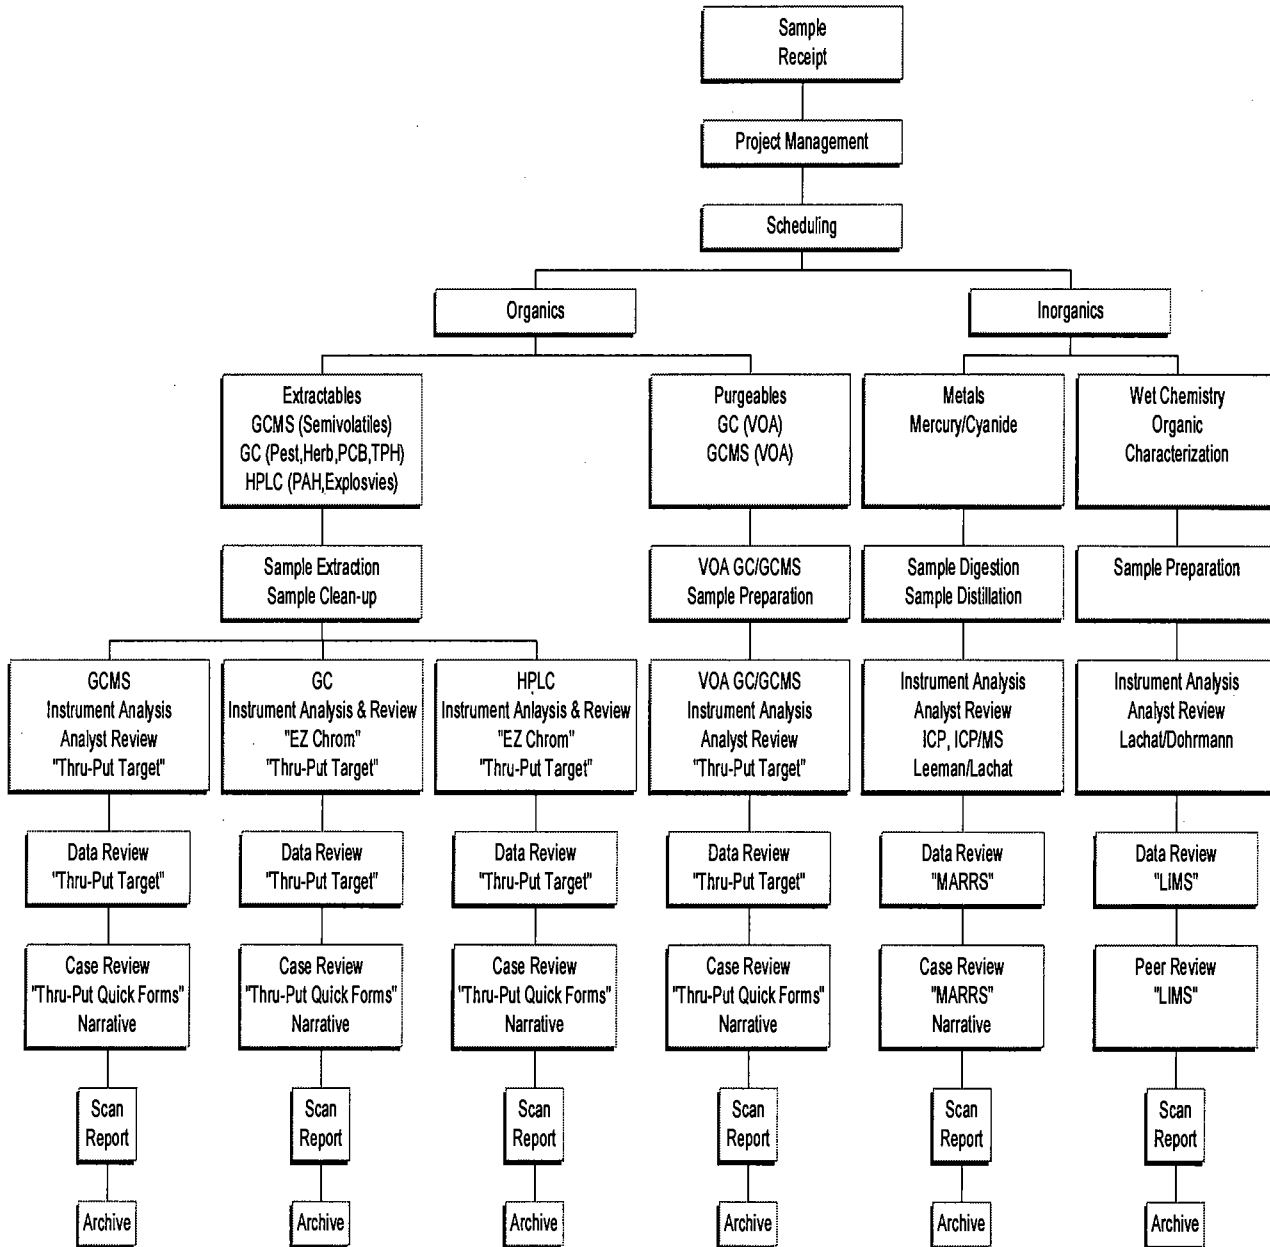 Sample
Receipt
Project Management
Scheduling
Organics
Inorganics
Extractables
GCMS (Semivolatiles)
GC (Pest,Herb,PCB,TPH)
HPLC (PAH,Explosvies)
Purgeables
GC (VOA)
GCMS (VOA)
Metals
Mercury/Cyanide
Wet Chemistry
Organic
Characterization
Sample Extraction
Sample Clean-up
VOA GC/GCMS
Sample Preparation
Sample Digestion
Sample Distillation
Sample Preparation
GCMS
Instrument Analysis
Analyst Review
"Thru-Put Target"
GC
Instrument Analysis & Review
"EZ Chrom"
"Thru-Put Target"
HPLC
Instrument Anlaysis & Review
"EZ Chrom"
"Thru-Put Target"
VOA GC/GCMS
Instrument Analysis
Analyst Review
"Thru-Put Target"
Instrument Analysis
Analyst Review
ICP, ICP/MS
Leeman/Lachat
Instrument Analysis
Analyst Review
Lachat/Dohrmann
Data Review
"Thru-Put Target"
Data Review
"Thru-Put Target"
Data Review
"Thru-Put Target"
Data Review
"Thru-Put Target"
Data Review
"MARRS"
Data Review
"LIMS"
Case Review
"Thru-Put Quick Forms"
Narrative
Case Review
"Thru-Put Quick Forms"
Narrative
Case Review
"Thru-Put Quick Forms"
Narrative
Case Review
"Thru-Put Quick Forms"
Narrative
Case Review
"MARRS"
Narrative
Peer Review
"LIMS"
Scan
Report
Scan
Report
Scan
Report
Scan
Report
Scan
Report
Scan
Report
Archive
Archive
Archive
Archive
Archive
Archive